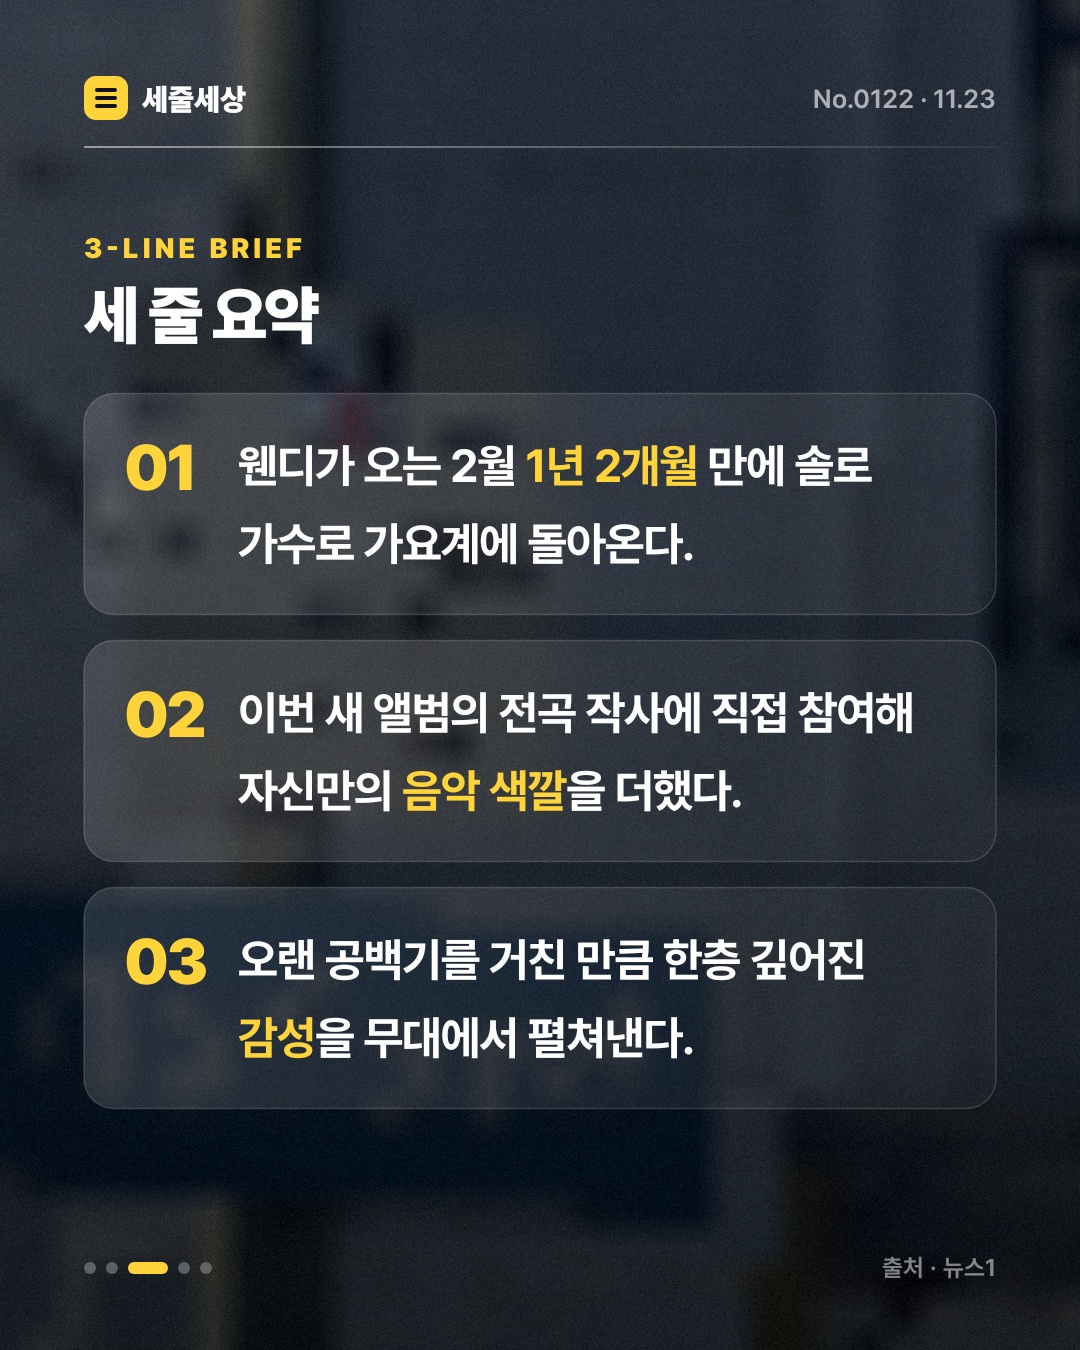 세줄세상
No.0122 · 11.23
3-LINE BRIEF
세 줄 요약
01
웬디가 오는 2월 1년 2개월 만에 솔로
가수로 가요계에 돌아온다.
02
이번 새 앨범의 전곡 작사에 직접 참여해
자신만의 음악 색깔을 더했다.
03
오랜 공백기를 거친 만큼 한층 깊어진
감성을 무대에서 펼쳐낸다.
출처 · 뉴스1